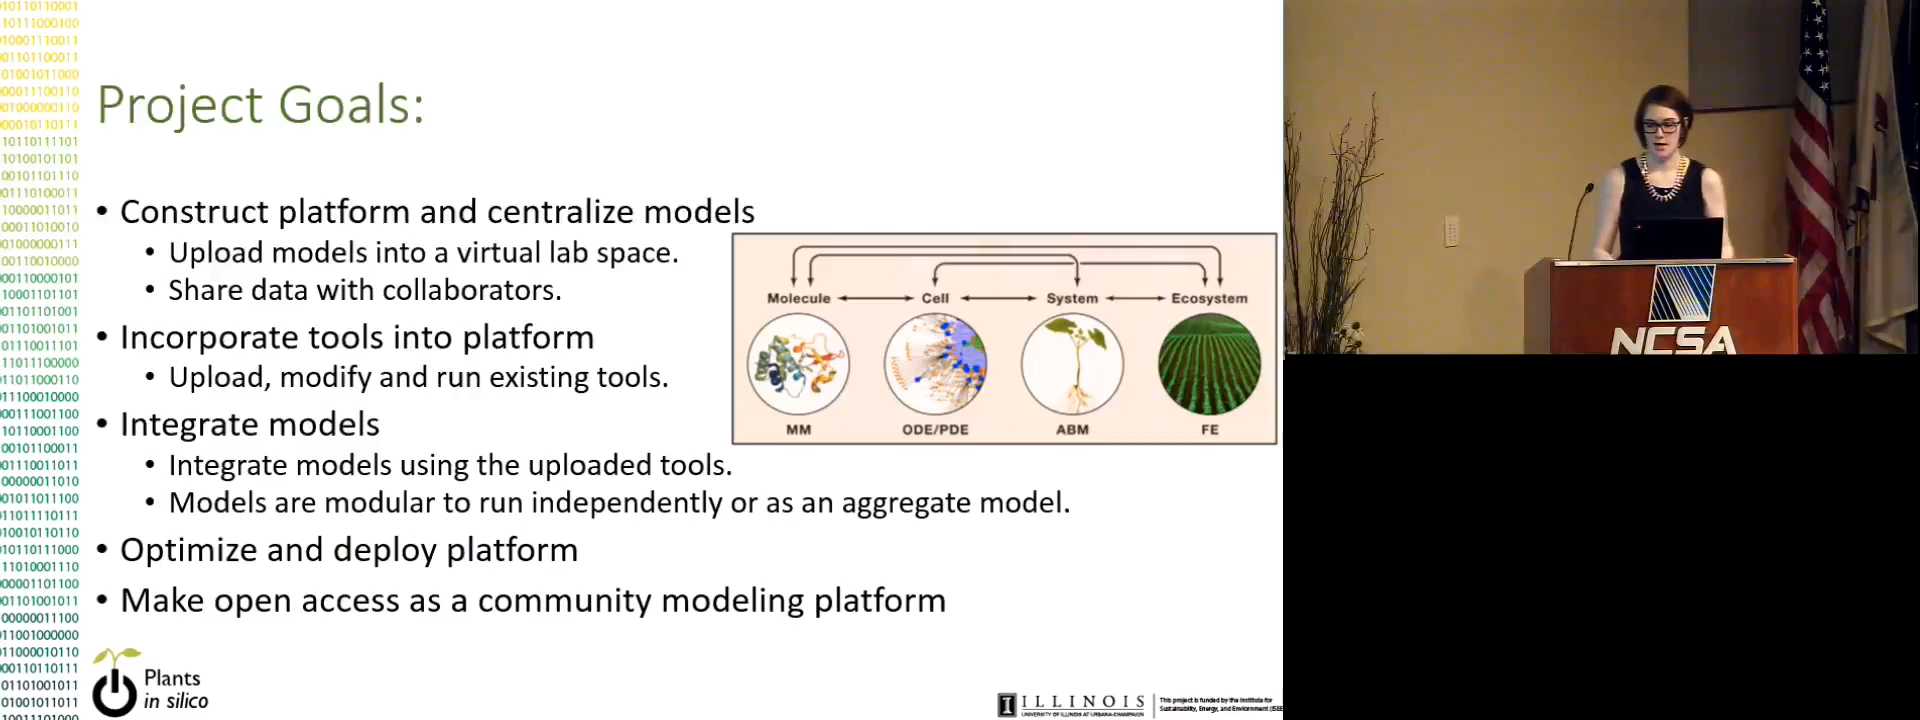 Project Goals:
• Construct platform and centralize models
• Upload models into a virtual lab space.
• Share data with collaborators.
• Incorporate tools into platform
• Upload, modify and run existing tools.
• Integrate models
• Integrate models using the uploaded tools.
• Models are modular to run independently or as an aggregate model.
• Optimize and deploy platform
• Make open access as a community modeling platform
Molecule Cell System Ecosystem
MM ODE/PDE ABM FE
Plants
in silico
I ILLINOIS
UNIVERSITY OF ILLINOIS AT URBANA-CHAMPAIGN
This project is funded by the Institute for
Sustainability, Energy, and Environment (ISEE
NCSA